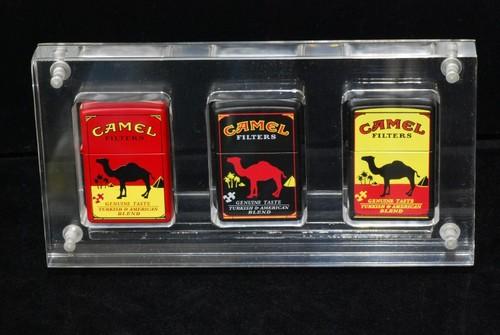 CAMEL
FILTERS
GENUINE TASTE
TURKISH & AMERICAN
BLEND
CAMEL
FILTERS
GENUINE TASTE
TURKISH & AMERICAN
BLEND
CAMEL
FILTERS
GENUINE TASTE
TURKISH & AMERICAN
BLEND